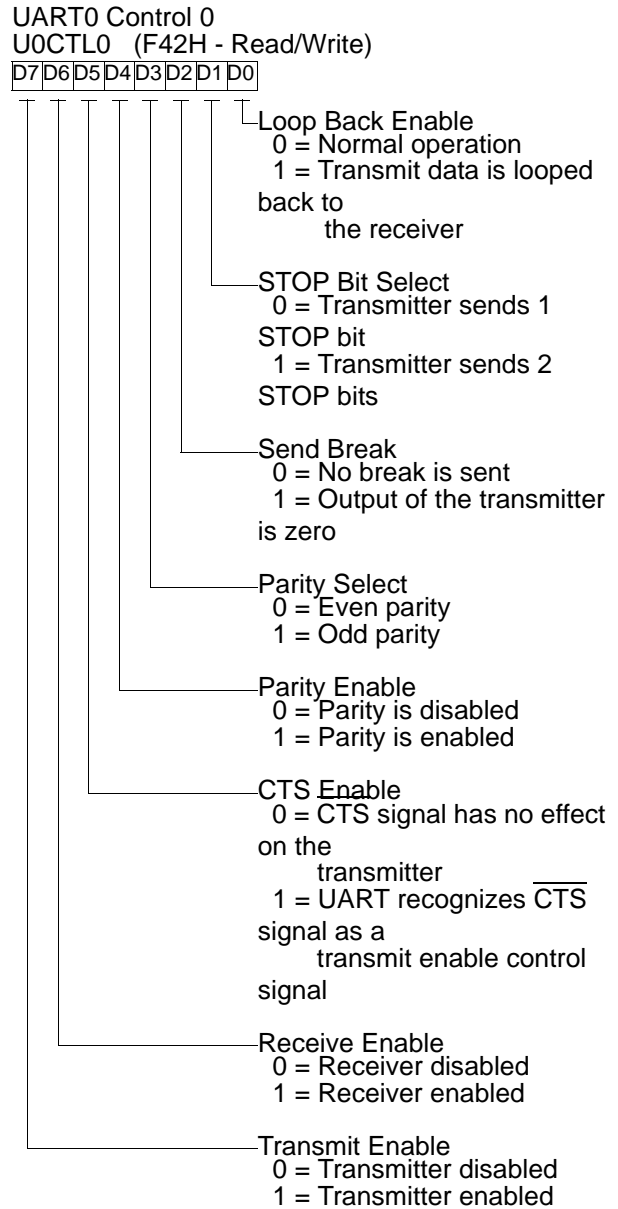 UART0 Control 0
U0CTL0 (F42H - Read/Write)
D7 D6 D5 D4 D3 D2 D1 D0
Loop Back Enable
0 = Normal operation
1 = Transmit data is looped
back to
the receiver
STOP Bit Select
0 = Transmitter sends 1
STOP bit
1 = Transmitter sends 2
STOP bits
Send Break
0 = No break is sent
1 = Output of the transmitter
is zero
Parity Select
0 = Even parity
1 = Odd parity
Parity Enable
0 = Parity is disabled
1 = Parity is enabled
CTS Enable
0 = C̅T̅S̅ signal has no effect
on the
transmitter
1 = UART recognizes C̅T̅S̅
signal as a
transmit enable control
signal
Receive Enable
0 = Receiver disabled
1 = Receiver enabled
Transmit Enable
0 = Transmitter disabled
1 = Transmitter enabled